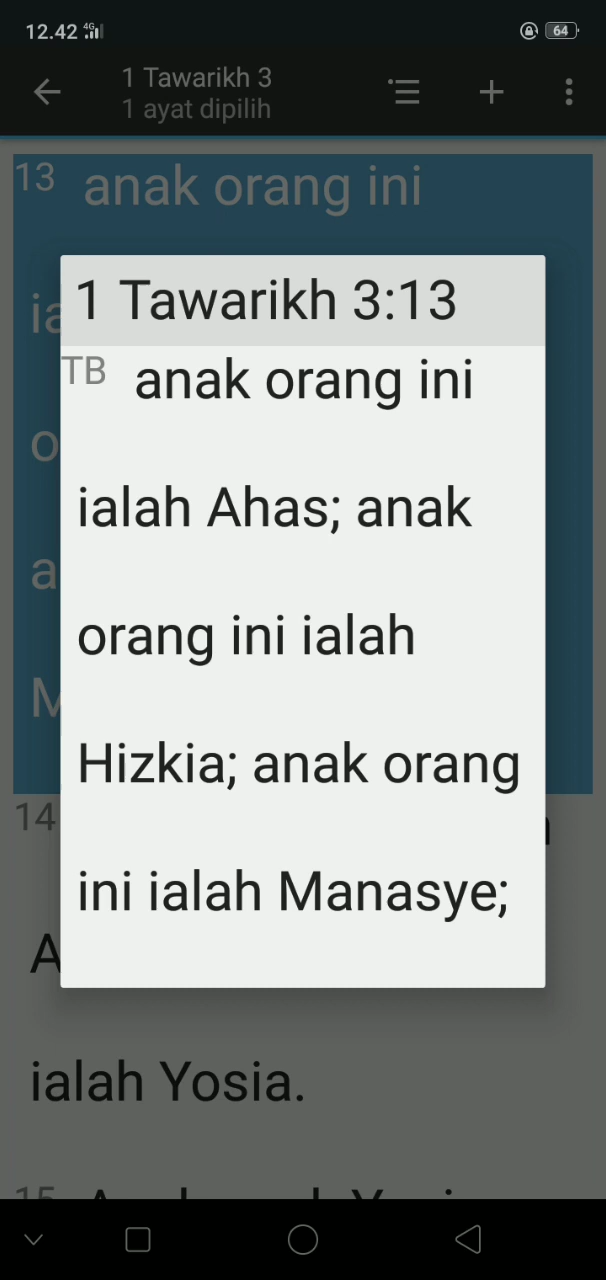 12.42 4G 64
1 Tawarikh 3
1 ayat dipilih
13 anak orang ini
1 Tawarikh 3:13
TB anak orang ini
ialah Ahas; anak
orang ini ialah
Hizkia; anak orang
ini ialah Manasye;
14
ialah Yosia.